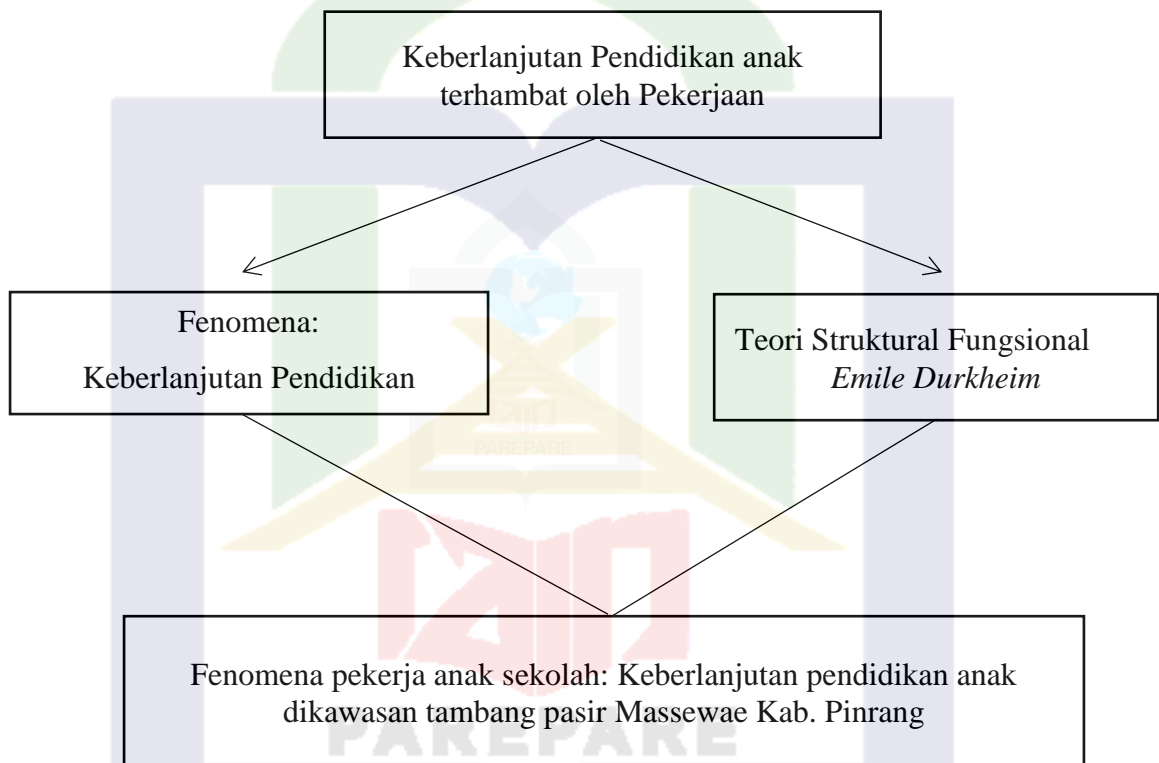 Keberlanjutan Pendidikan anak
terhambat oleh Pekerjaan
Fenomena:
Keberlanjutan Pendidikan
Teori Struktural Fungsional
Emile Durkheim
PAREPARE
Fenomena pekerja anak sekolah: Keberlanjutan pendidikan anak
dikawasan tambang pasir Massewae Kab. Pinrang
PAREPARE